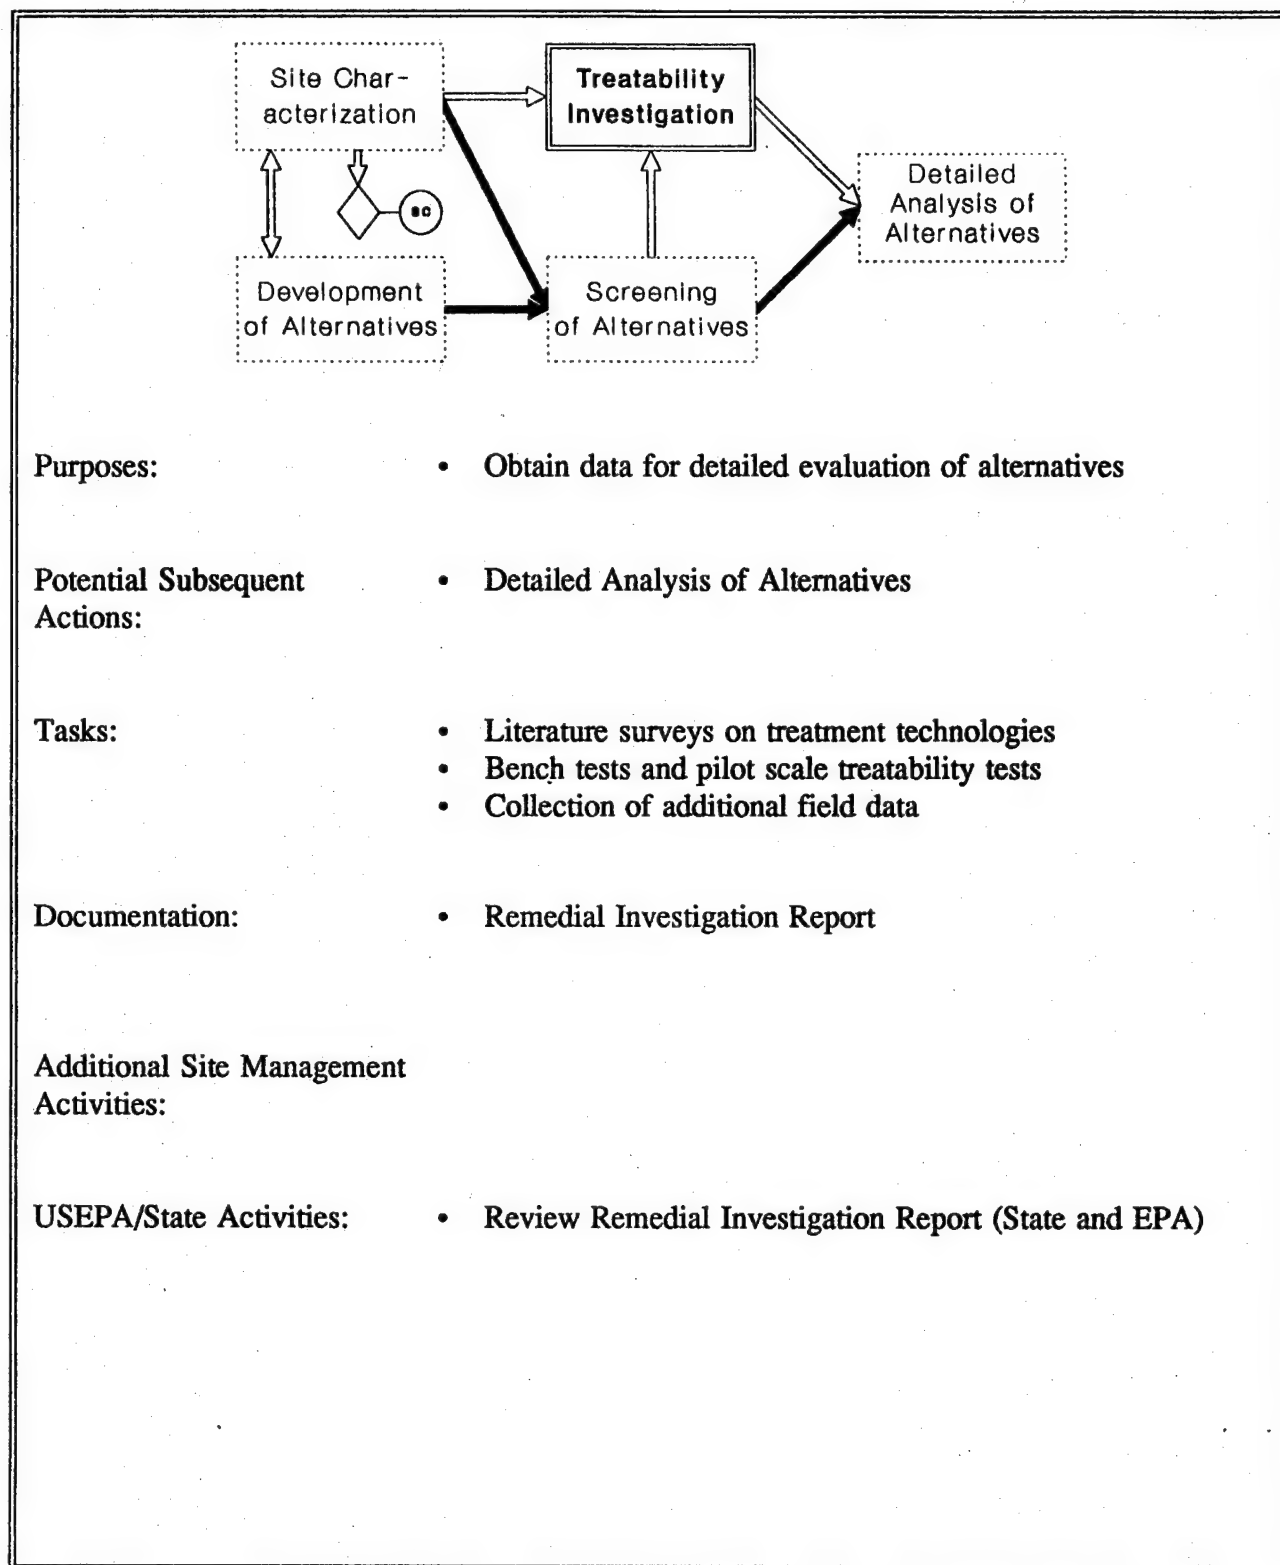 Site Char-
acterization
Treatability
Investigation
Detailed
Analysis of
Alternatives
Development
of Alternatives
Screening
of Alternatives
Purposes:
• Obtain data for detailed evaluation of alternatives
Potential Subsequent
Actions:
• Detailed Analysis of Alternatives
Tasks:
• Literature surveys on treatment technologies
• Bench tests and pilot scale treatability tests
• Collection of additional field data
Documentation:
• Remedial Investigation Report
Additional Site Management
Activities:
USEPA/State Activities:
• Review Remedial Investigation Report (State and EPA)